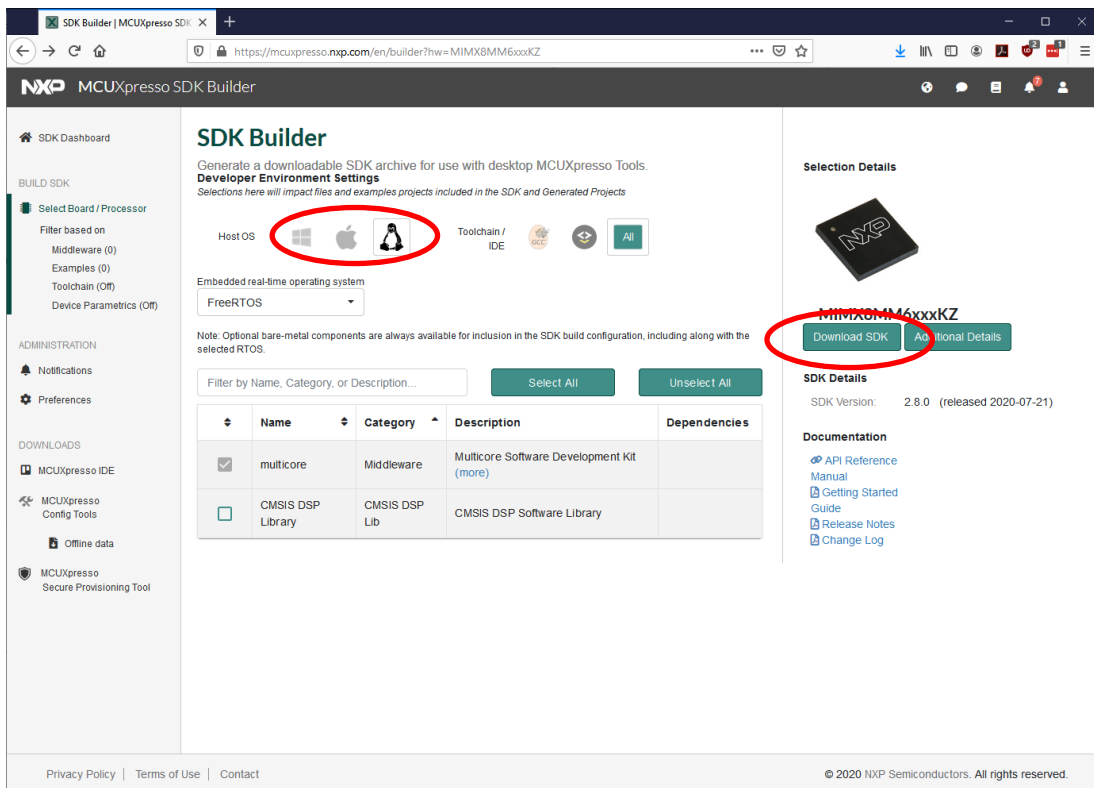 SDK Builder | MCUXpresso SDK
https://mcuxpresso.nxp.com/en/builder?hw=MIMX8MM6xxxKZ
2
1
NXP MCUXpresso SDK Builder
7
SDK Dashboard
BUILD SDK
Select Board / Processor
Filter based on
Middleware (0)
Examples (0)
Toolchain (Off)
Device Parametrics (Off)
ADMINISTRATION
Notifications
Preferences
DOWNLOADS
MCUXpresso IDE
MCUXpresso
Config Tools
Offline data
MCUXpresso
Secure Provisioning Tool
SDK Builder
Generate a downloadable SDK archive for use with desktop MCUXpresso Tools.
Developer Environment Settings
Selections here will impact files and examples projects included in the SDK and Generated Projects
Host OS
Toolchain /
IDE
GCC
All
Embedded real-time operating system
FreeRTOS
Note: Optional bare-metal components are always available for inclusion in the SDK build configuration, including along with the
selected RTOS.
Filter by Name, Category, or Description...
Select All
Unselect All
Name Category Description Dependencies
multicore Middleware Multicore Software Development Kit
(more)
CMSIS DSP
Library
CMSIS DSP
Lib
CMSIS DSP Software Library
Selection Details
NXP
MIMX8MM6xxxKZ
Download SDK
Additional Details
SDK Details
SDK Version: 2.8.0 (released 2020-07-21)
Documentation
API Reference
Manual
Getting Started
Guide
Release Notes
Change Log
Privacy Policy | Terms of Use | Contact
© 2020 NXP Semiconductors. All rights reserved.